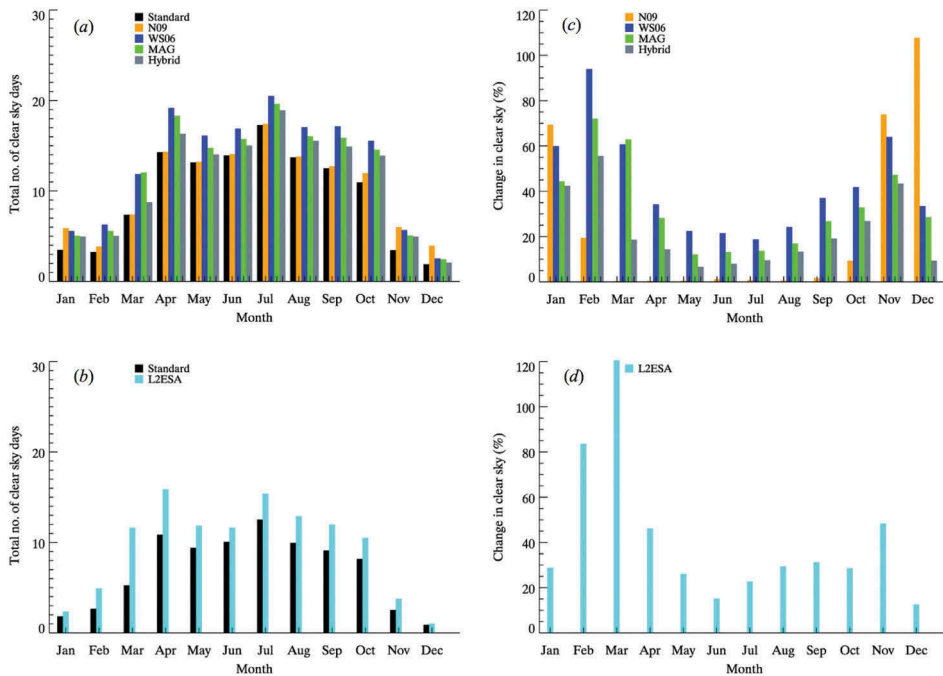 (a)
Standard
N09
WS06
MAG
Hybrid
Total no. of clear sky days
30
20
10
0
Jan Feb Mar Apr May Jun Jul Aug Sep Oct Nov Dec
Month
(c)
N09
WS06
MAG
Hybrid
Change in clear sky (%)
120
100
80
60
40
20
0
Jan Feb Mar Apr May Jun Jul Aug Sep Oct Nov Dec
Month
(b)
Standard
L2ESA
Total no. of clear sky days
30
20
10
0
Jan Feb Mar Apr May Jun Jul Aug Sep Oct Nov Dec
Month
(d)
L2ESA
Change in clear sky (%)
120
100
80
60
40
20
0
Jan Feb Mar Apr May Jun Jul Aug Sep Oct Nov Dec
Month